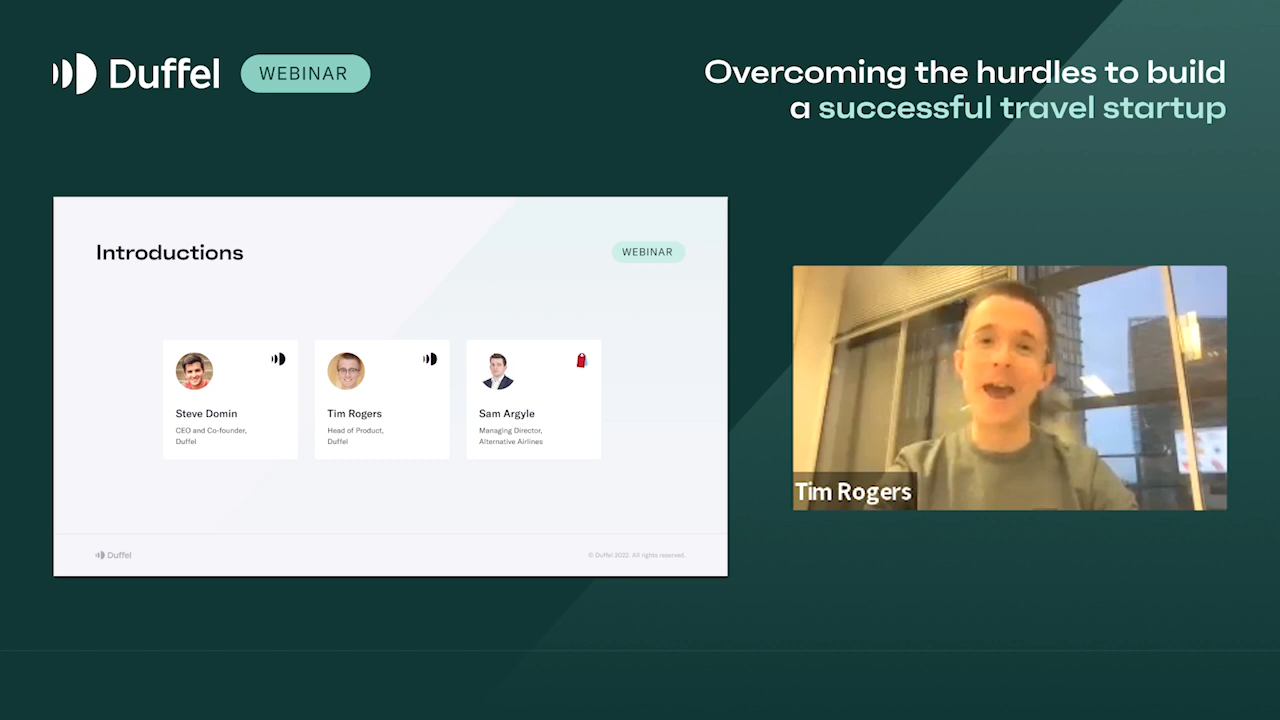 Duffel
WEBINAR
Overcoming the hurdles to build
a successful travel startup
Introductions
WEBINAR
Steve Domin
CEO and Co-founder,
Duffel
Tim Rogers
Head of Product,
Duffel
Sam Argyle
Managing Director,
Alternative Airlines
Duffel
© Duffel 2022. All rights reserved.
Tim Rogers